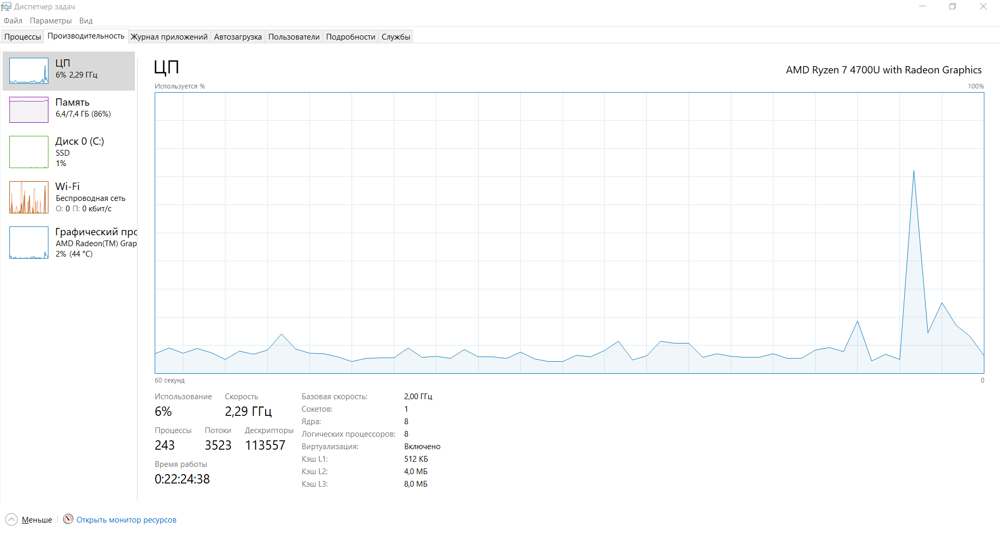 Диспетчер задач
Файл Параметры Вид
Процессы Производительность Журнал приложений Автозагрузка Пользователи Подробности Службы
ЦП
6% 2,29 ГГц
Память
6,4/7,4 ГБ (86%)
Диск 0 (C:)
SSD
1%
Wi-Fi
Беспроводная сеть
О: 0 П: 0 кбит/с
Графический про
AMD Radeon(TM) Grap
2% (44 °C)
ЦП
AMD Ryzen 7 4700U with Radeon Graphics
Используется % 100%
60 секунд 0
Использование Скорость
6% 2,29 ГГц
Процессы Потоки Дескрипторы
243 3523 113557
Время работы
0:22:24:38
Базовая скорость: 2,00 ГГц
Сокетов: 1
Ядра: 8
Логических процессоров: 8
Виртуализация: Включено
Кэш L1: 512 КБ
Кэш L2: 4,0 МБ
Кэш L3: 8,0 МБ
Меньше Открыть монитор ресурсов